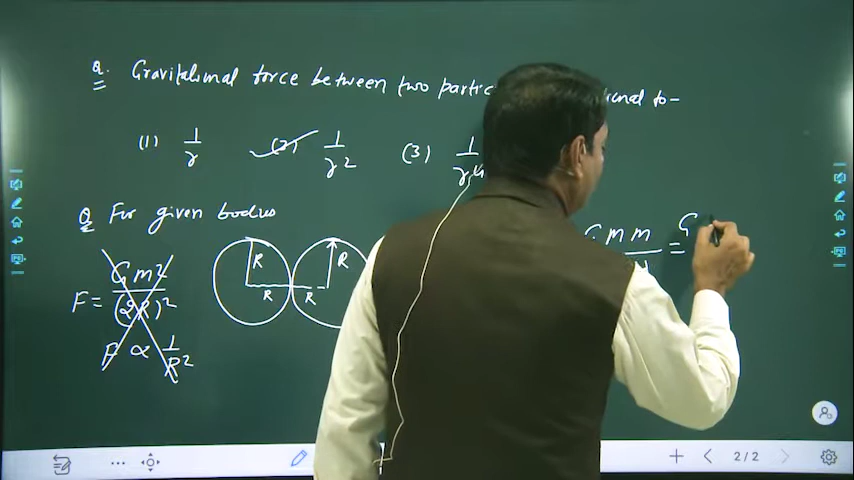 Q. Gravitational force between two partic
(1) 1/r (2) 1/r2 (3) 1/r4
Q For given bodies
R R
R R
F = Gm2/(2R)2
F ∝ 1/R2
G m m
= G
2/2